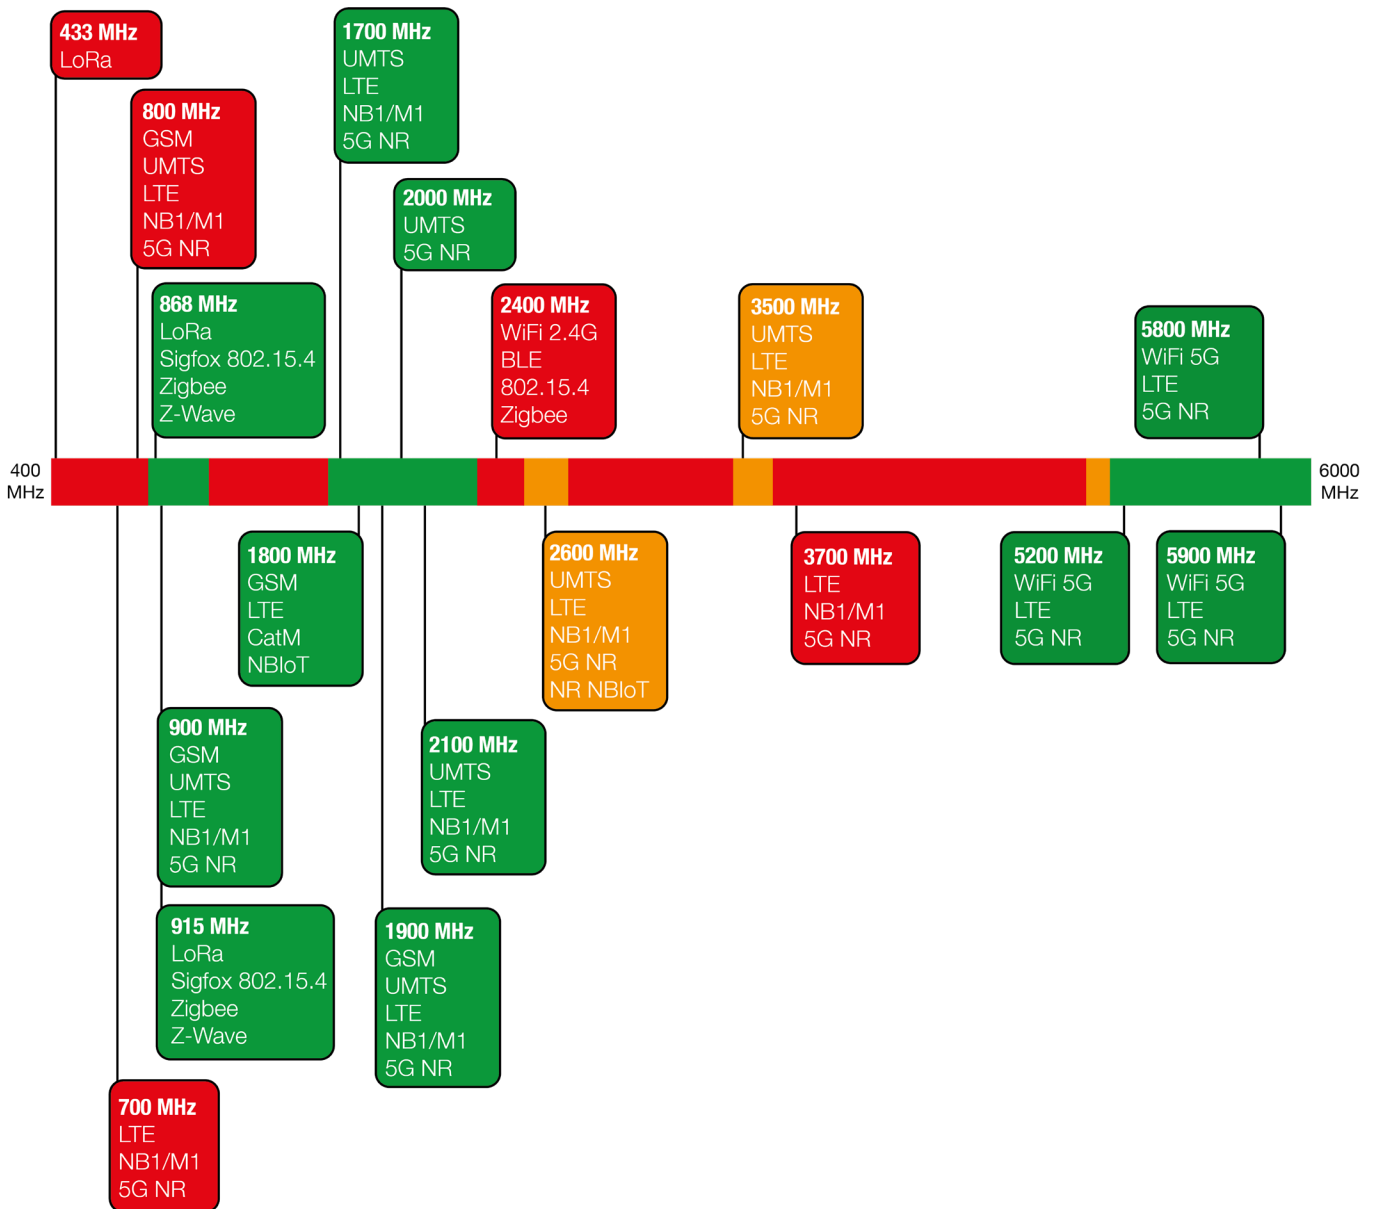 433 MHz
LoRa
800 MHz
GSM
UMTS
LTE
NB1/M1
5G NR
868 MHz
LoRa
Sigfox 802.15.4
Zigbee
Z-Wave
1700 MHz
UMTS
LTE
NB1/M1
5G NR
2000 MHz
UMTS
5G NR
2400 MHz
WiFi 2.4G
BLE
802.15.4
Zigbee
3500 MHz
UMTS
LTE
NB1/M1
5G NR
5800 MHz
WiFi 5G
LTE
5G NR
400
MHz
6000
MHz
1800 MHz
GSM
LTE
CatM
NBIoT
2600 MHz
UMTS
LTE
NB1/M1
5G NR
NR NBIoT
3700 MHz
LTE
NB1/M1
5G NR
5200 MHz
WiFi 5G
LTE
5G NR
5900 MHz
WiFi 5G
LTE
5G NR
900 MHz
GSM
UMTS
LTE
NB1/M1
5G NR
2100 MHz
UMTS
LTE
NB1/M1
5G NR
915 MHz
LoRa
Sigfox 802.15.4
Zigbee
Z-Wave
1900 MHz
GSM
UMTS
LTE
NB1/M1
5G NR
700 MHz
LTE
NB1/M1
5G NR